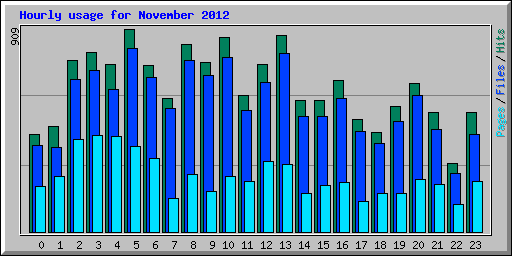 Hourly usage for November 2012
909
Pages/Files/Hits
0 1 2 3 4 5 6 7 8 9 10 11 12 13 14 15 16 17 18 19 20 21 22 23